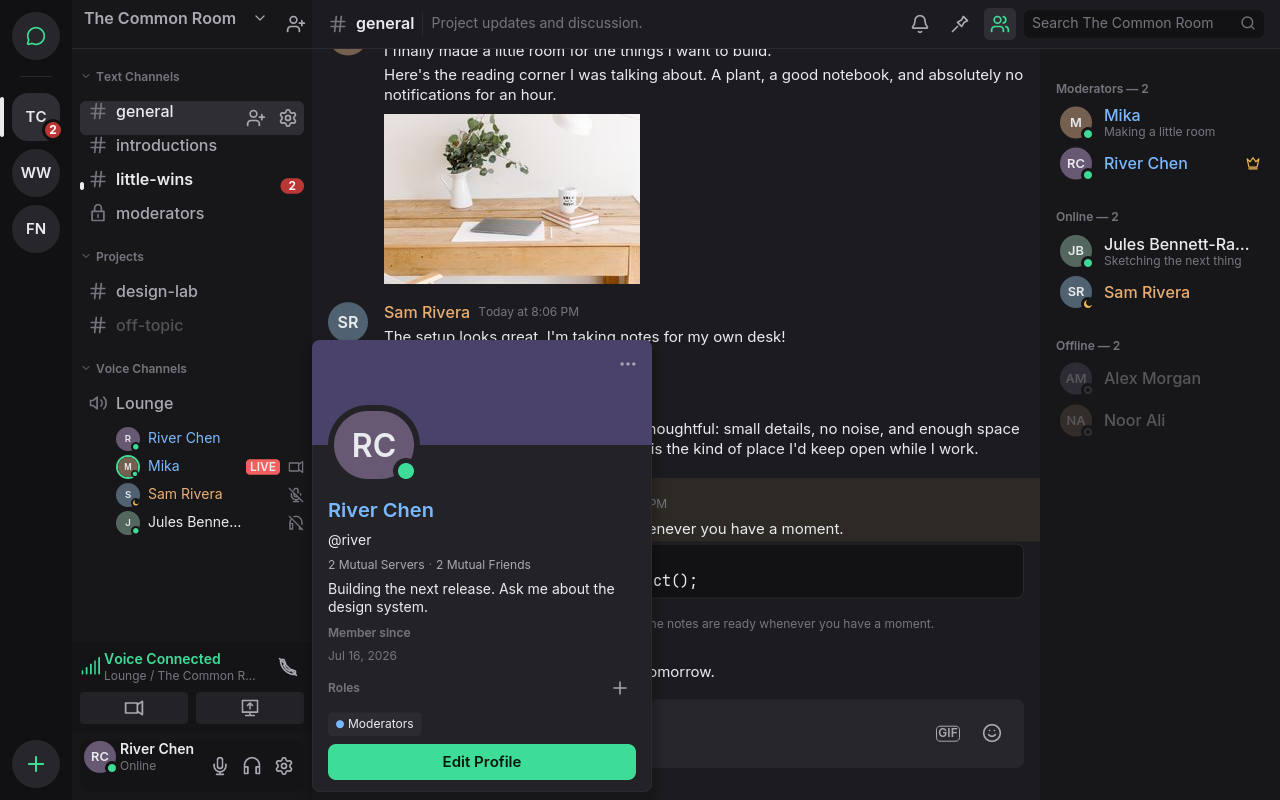 The Common Room
general
Project updates and discussion.
Search The Common Room
TC
2
WW
FN
Text Channels
general
introductions
little-wins
2
moderators
Projects
design-lab
off-topic
Voice Channels
Lounge
R
River Chen
M
Mika
LIVE
S
Sam Rivera
J
Jules Benne...
Voice Connected
Lounge / The Common R...
RC
River Chen
Online
I finally made a little room for the things I want to build.
Here's the reading corner I was talking about. A plant, a good notebook, and absolutely no
notifications for an hour.
SR
Sam Rivera
Today at 8:06 PM
The setup looks great. I'm taking notes for my own desk!
houghtful: small details, no noise, and enough space
is the kind of place I'd keep open while I work.
PM
enever you have a moment.
ct();
ne notes are ready whenever you have a moment.
omorrow.
GIF
RC
River Chen
@river
2 Mutual Servers · 2 Mutual Friends
Building the next release. Ask me about the
design system.
Member since
Jul 16, 2026
Roles
Moderators
Edit Profile
Moderators — 2
M
Mika
Making a little room
RC
River Chen
Online — 2
JB
Jules Bennett-Ra...
Sketching the next thing
SR
Sam Rivera
Offline — 2
AM
Alex Morgan
NA
Noor Ali